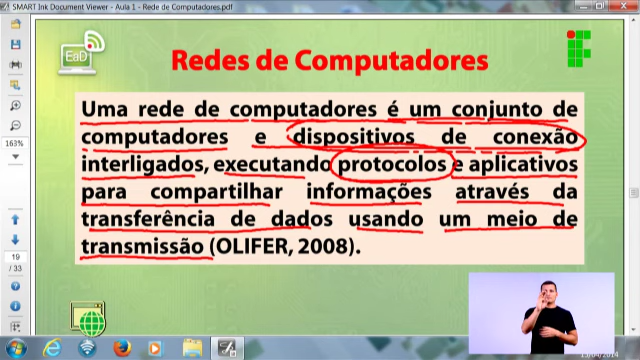 SMART Ink Document Viewer - Aula 1 - Rede de Computadores.pdf
EaD
Redes de Computadores
163%
Uma rede de computadores é um conjunto de
computadores e dispositivos de conexão
interligados, executando protocolos e aplicativos
para compartilhar informações através da
transferência de dados usando um meio de
transmissão (OLIFER, 2008).
19
/ 33